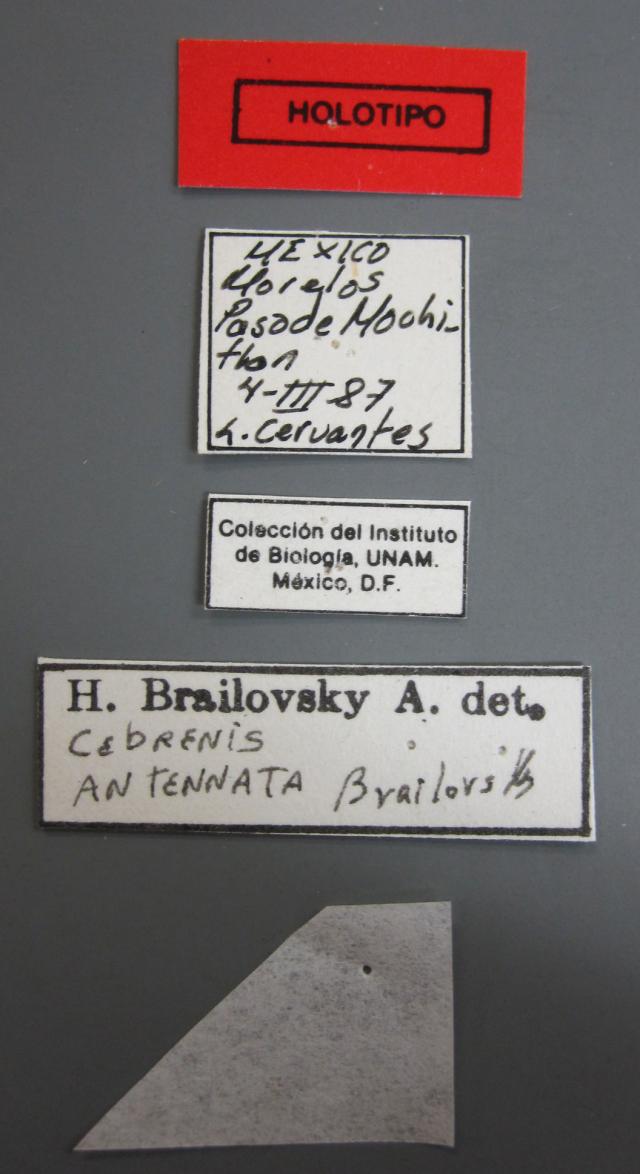 HOLOTIPO
MEXICO
Morelos
Paso de Mochi-
tlan
4-III 87
L. Cervantes
Colección del Instituto
de Biología, UNAM.
México, D.F.
H. Brailovsky A. det.
CEBRENIS
ANTENNATA Brailovsky